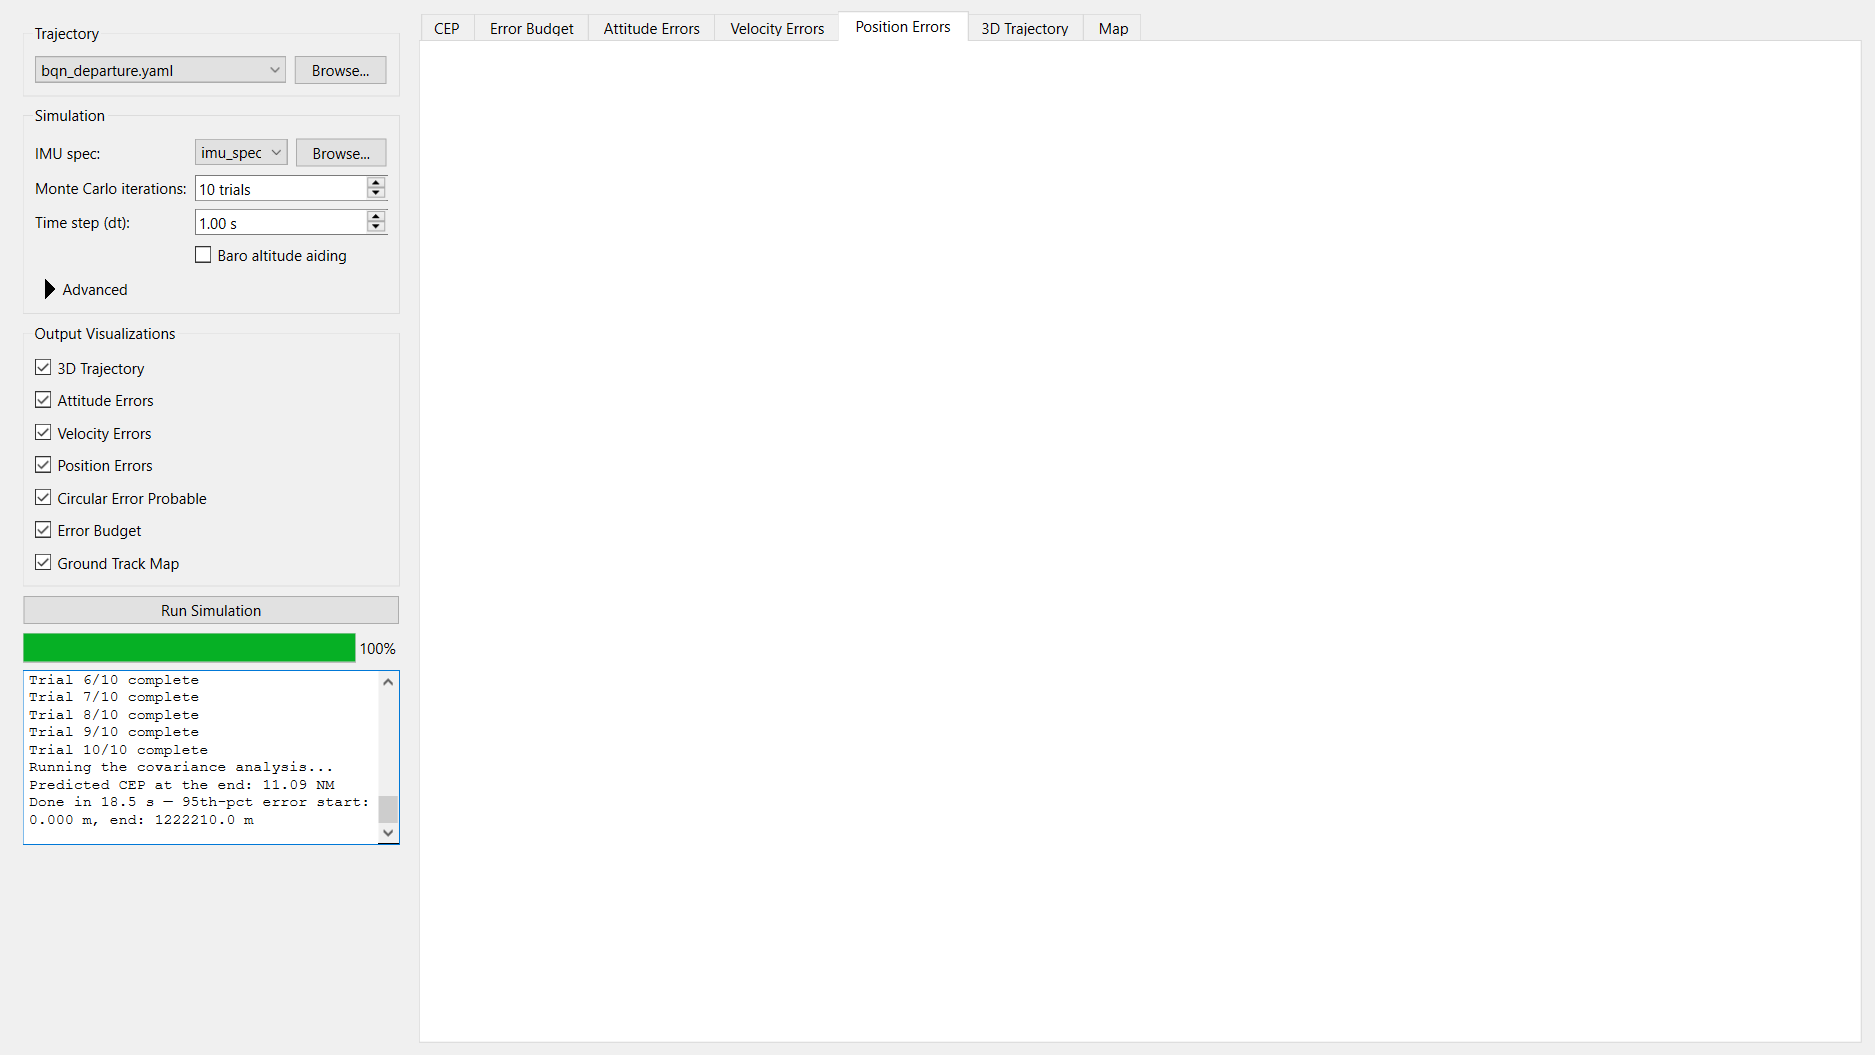 Trajectory
bqn_departure.yaml
Browse...
Simulation
IMU spec:
imu_spec
Browse...
Monte Carlo iterations:
10 trials
Time step (dt):
1.00 s
Baro altitude aiding
Advanced
Output Visualizations
3D Trajectory
Attitude Errors
Velocity Errors
Position Errors
Circular Error Probable
Error Budget
Ground Track Map
Run Simulation
100%
Trial 6/10 complete
Trial 7/10 complete
Trial 8/10 complete
Trial 9/10 complete
Trial 10/10 complete
Running the covariance analysis...
Predicted CEP at the end: 11.09 NM
Done in 18.5 s — 95th-pct error start:
0.000 m, end: 1222210.0 m
CEP
Error Budget
Attitude Errors
Velocity Errors
Position Errors
3D Trajectory
Map